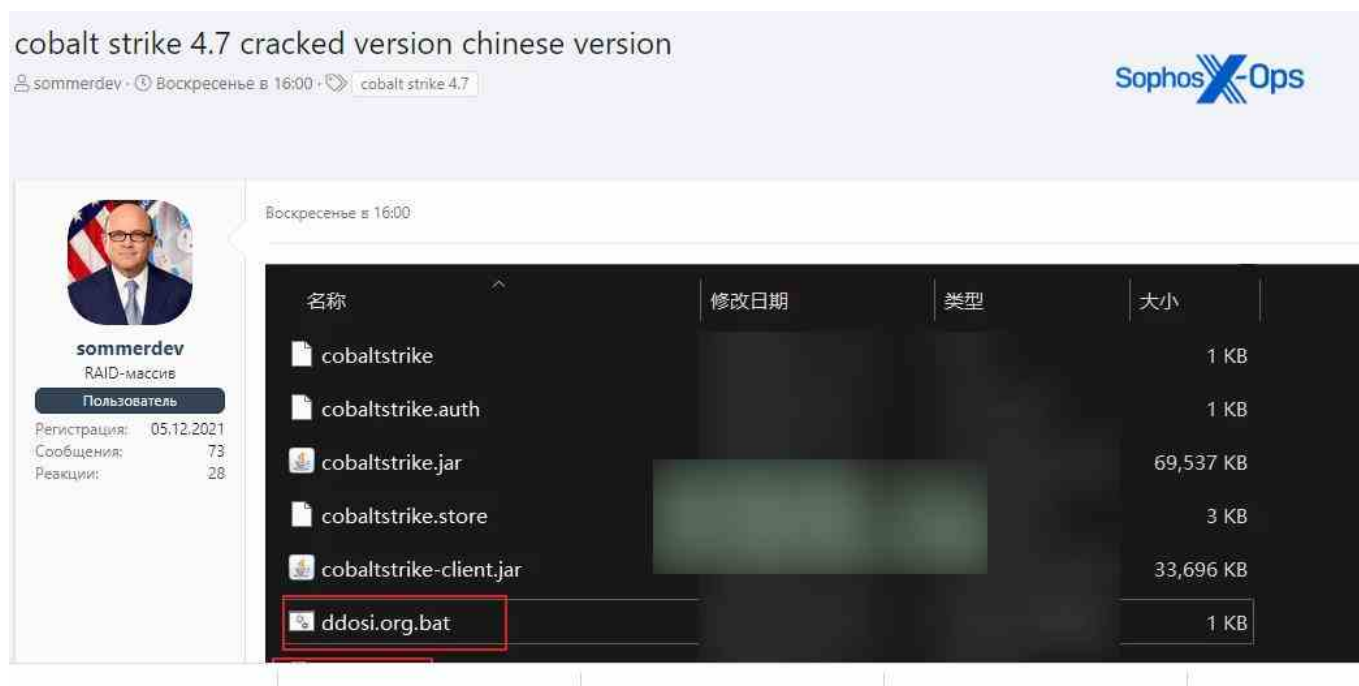 cobalt strike 4.7 cracked version chinese version
sommerdev · Воскресенье в 16:00 · cobalt strike 4.7
Sophos X-Ops
Воскресенье в 16:00
sommerdev
RAID-массив
Пользователь
Регистрация: 05.12.2021
Сообщения: 73
Реакции: 28
名称 修改日期 类型 大小
cobaltstrike 1 KB
cobaltstrike.auth 1 KB
cobaltstrike.jar 69,537 KB
cobaltstrike.store 3 KB
cobaltstrike-client.jar 33,696 KB
ddosi.org.bat 1 KB